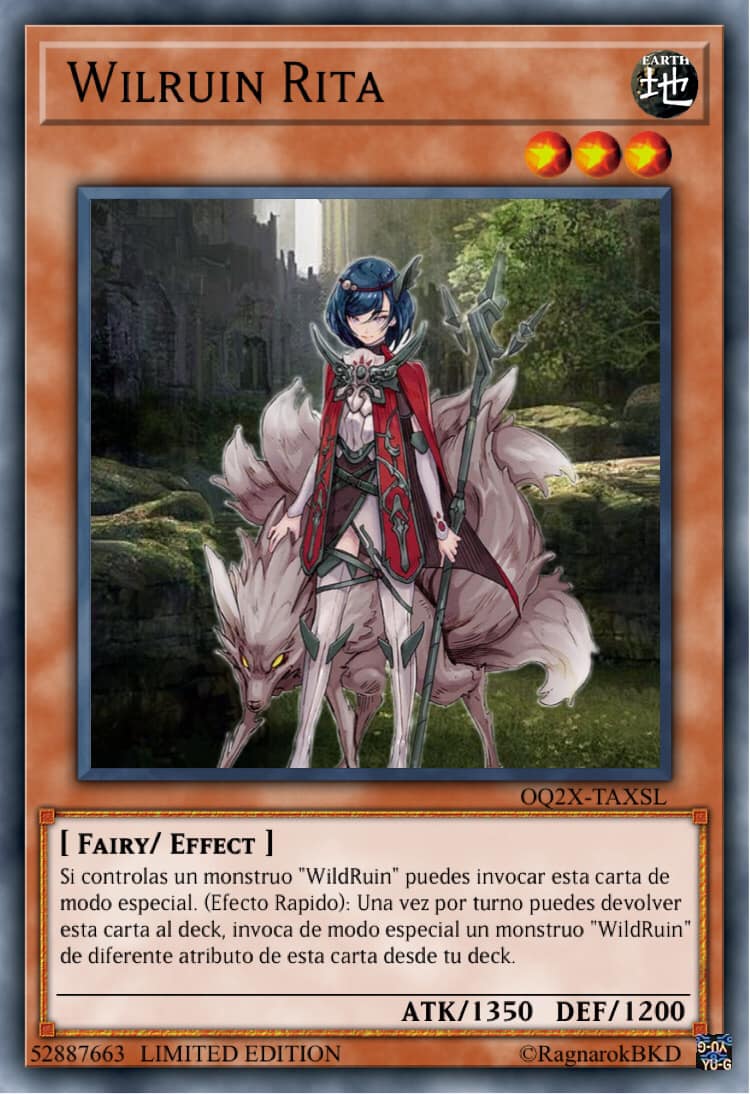 Wilruin Rita
EARTH
地
OQ2X-TAXSL
[ Fairy/ Effect ]
Si controlas un monstruo "WildRuin" puedes invocar esta carta de
modo especial. (Efecto Rapido): Una vez por turno puedes devolver
esta carta al deck, invoca de modo especial un monstruo "WildRuin"
de diferente atributo de esta carta desde tu deck.
ATK/1350 DEF/1200
52887663 LIMITED EDITION ©RagnarokBKD